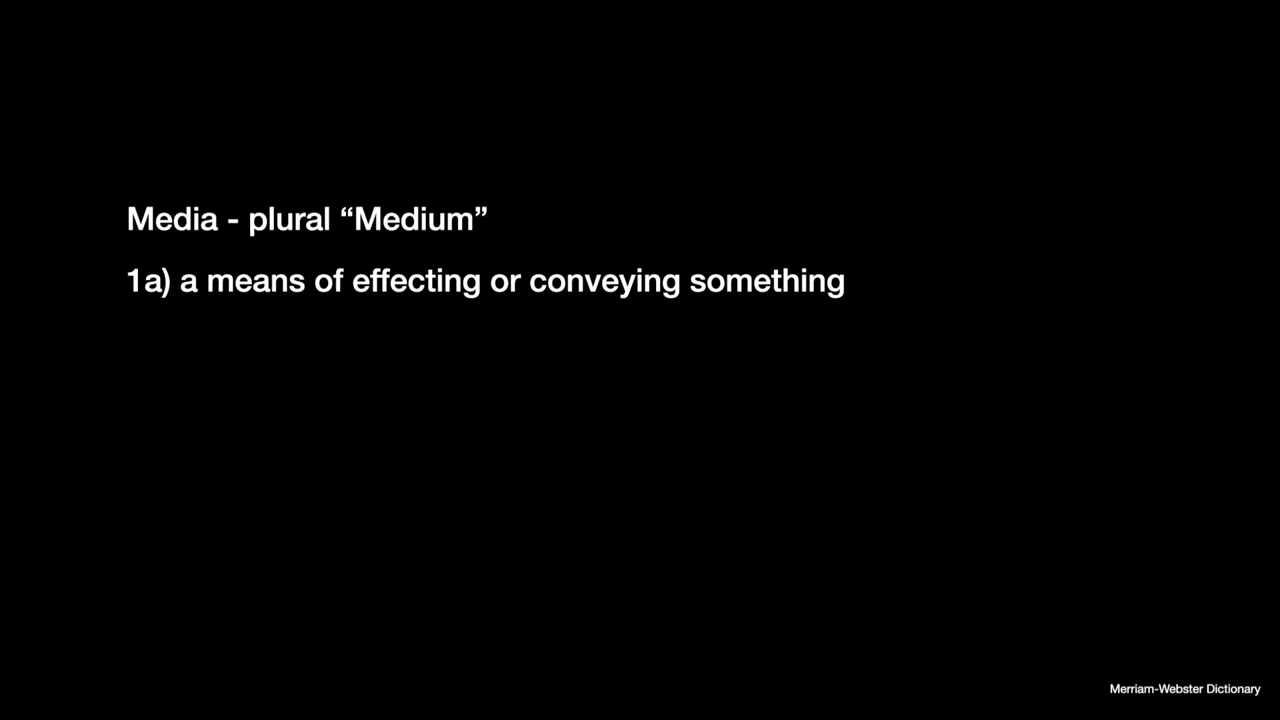 Media - plural “Medium”
1a) a means of effecting or conveying something
Merriam-Webster Dictionary